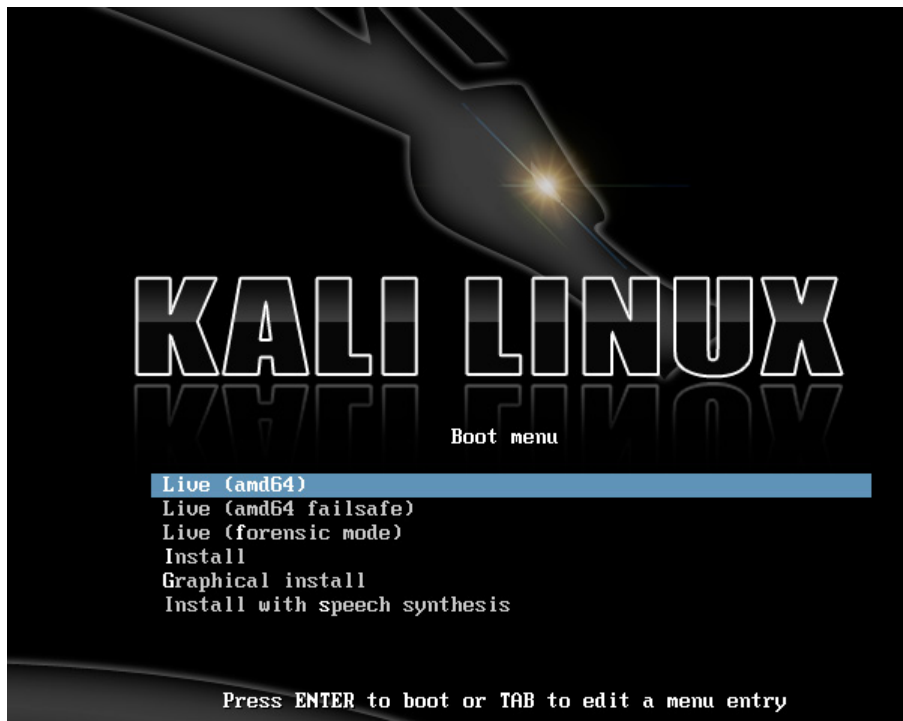 KALI LINUX
Boot menu
Live (amd64)
Live (amd64 failsafe)
Live (forensic mode)
Install
Graphical install
Install with speech synthesis
Press ENTER to boot or TAB to edit a menu entry